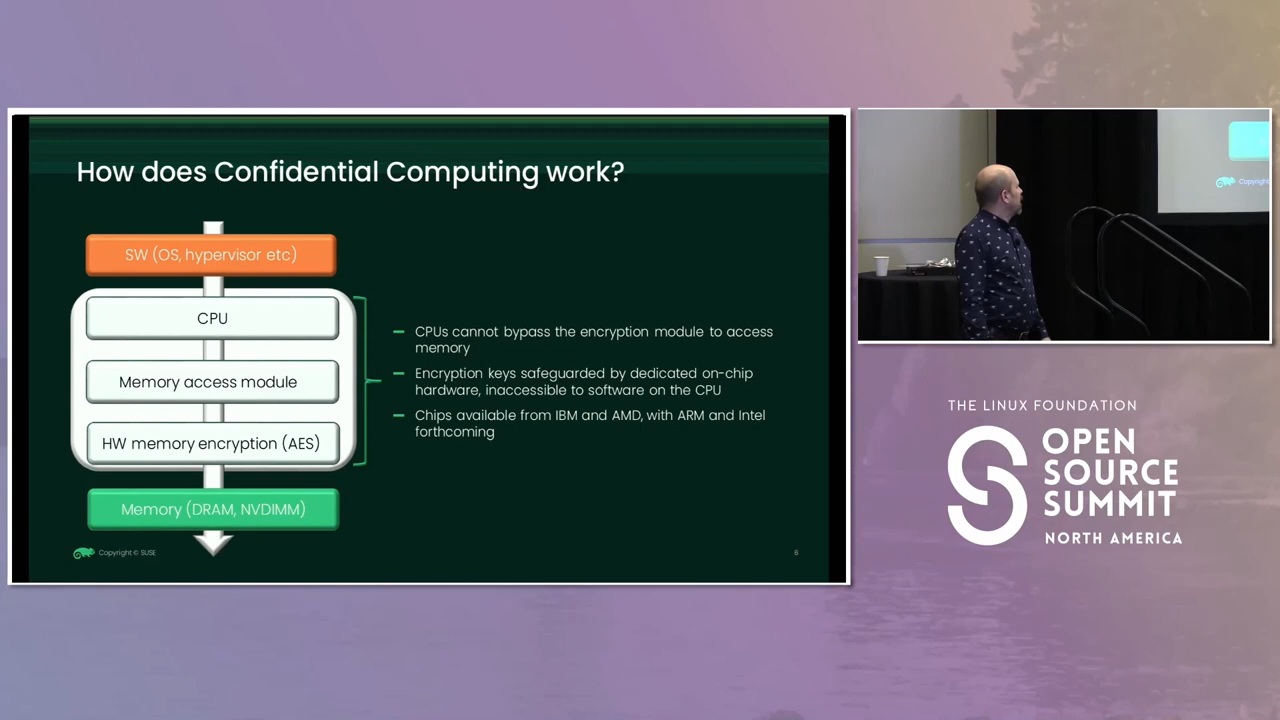 How does Confidential Computing work?
SW (OS, hypervisor etc)
CPU
Memory access module
HW memory encryption (AES)
Memory (DRAM, NVDIMM)
CPUs cannot bypass the encryption module to access
memory
Encryption keys safeguarded by dedicated on-chip
hardware, inaccessible to software on the CPU
Chips available from IBM and AMD, with ARM and Intel
forthcoming
Copyright © SUSE
8
Copyright
THE LINUX FOUNDATION
OPEN
SOURCE
SUMMIT
NORTH AMERICA